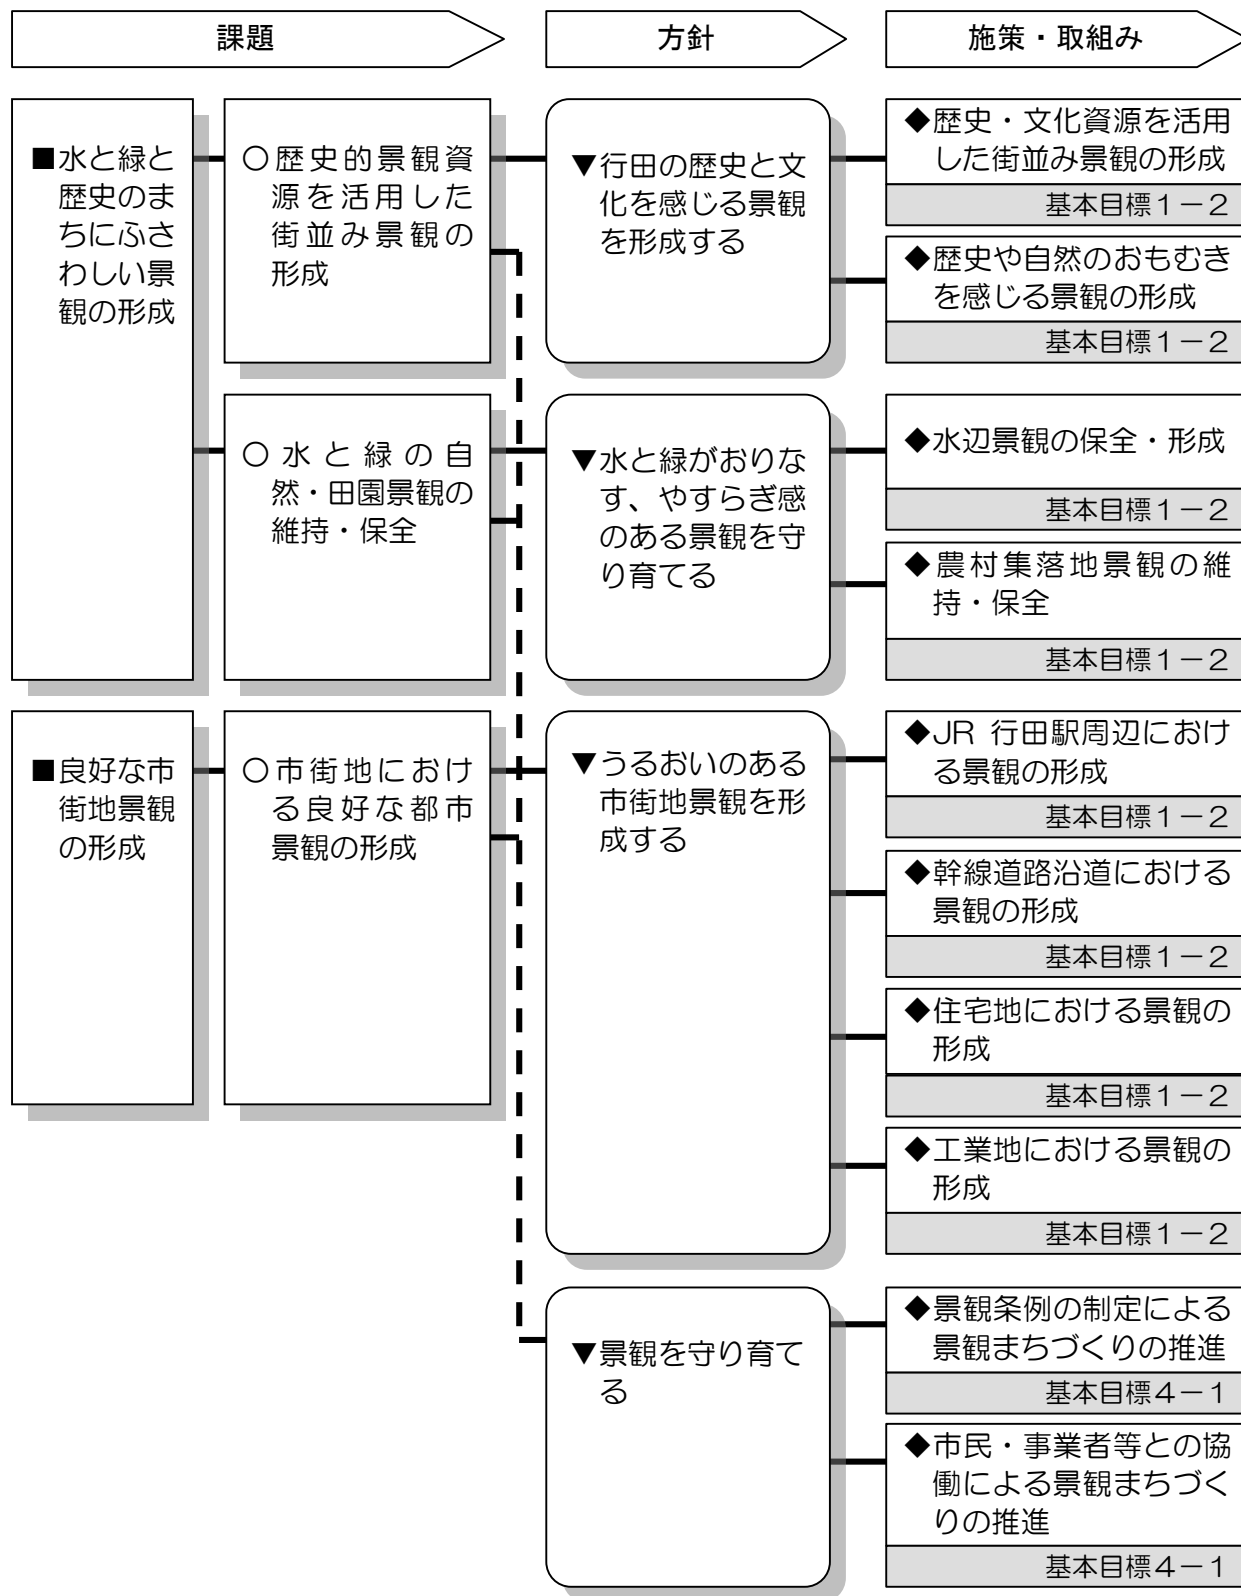 課題
方針
施策・取組み
■水と緑と
歴史のま
ちにふさ
わしい景
観の形成
〇歴史的景観資
源を活用した
街並み景観の
形成
▼行田の歴史と文
化を感じる景観
を形成する
◆歴史・文化資源を活用
した街並み景観の形成
基本目標1-2
◆歴史や自然のおもむき
を感じる景観の形成
基本目標1-2
〇水と緑の自
然・田園景観の
維持・保全
▼水と緑がおりな
す、やすらぎ感
のある景観を守
り育てる
◆水辺景観の保全・形成
基本目標1-2
◆農村集落地景観の維
持・保全
基本目標1-2
■良好な市
街地景観
の形成
〇市街地におけ
る良好な都市
景観の形成
▼うるおいのある
市街地景観を形
成する
◆JR 行田駅周辺におけ
る景観の形成
基本目標1-2
◆幹線道路沿道における
景観の形成
基本目標1-2
◆住宅地における景観の
形成
基本目標1-2
◆工業地における景観の
形成
基本目標1-2
▼景観を守り育て
る
◆景観条例の制定による
景観まちづくりの推進
基本目標4-1
◆市民・事業者等との協
働による景観まちづく
りの推進
基本目標4-1